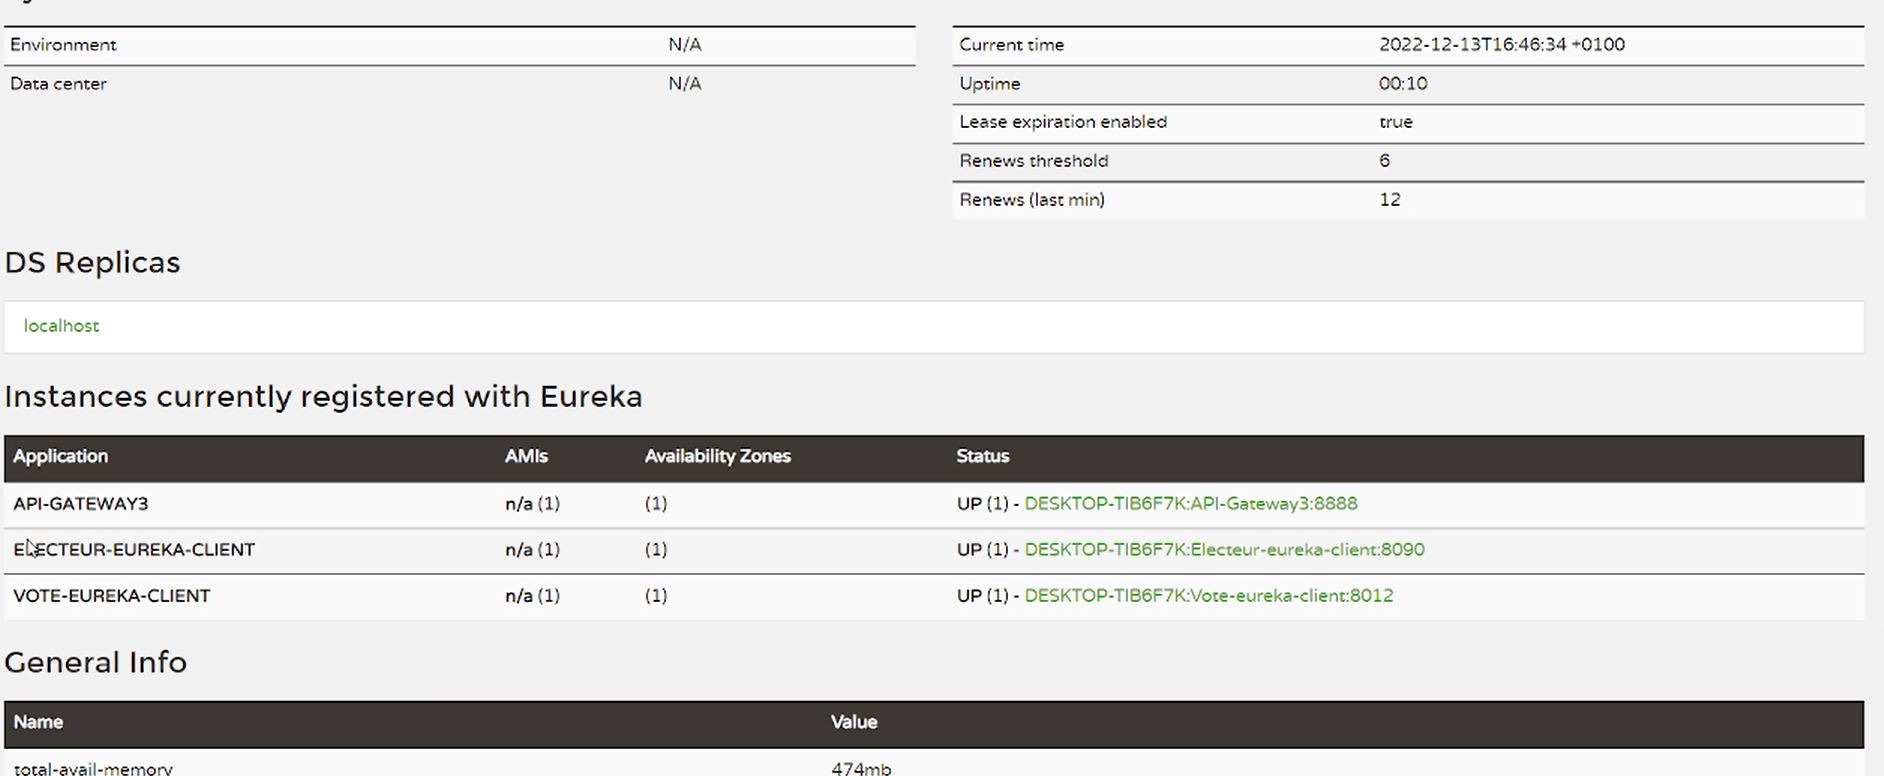 Environment N/A
Data center N/A
Current time 2022-12-13T16:46:34 +0100
Uptime 00:10
Lease expiration enabled true
Renews threshold 6
Renews (last min) 12
DS Replicas
localhost
Instances currently registered with Eureka
Application AMIs Availability Zones Status
API-GATEWAY3 n/a (1) (1) UP (1) - DESKTOP-TIB6F7K:API-Gateway3:8888
ELECTEUR-EUREKA-CLIENT n/a (1) (1) UP (1) - DESKTOP-TIB6F7K:Electeur-eureka-client:8090
VOTE-EUREKA-CLIENT n/a (1) (1) UP (1) - DESKTOP-TIB6F7K:Vote-eureka-client:8012
General Info
Name Value
total-avail-memory 474mb